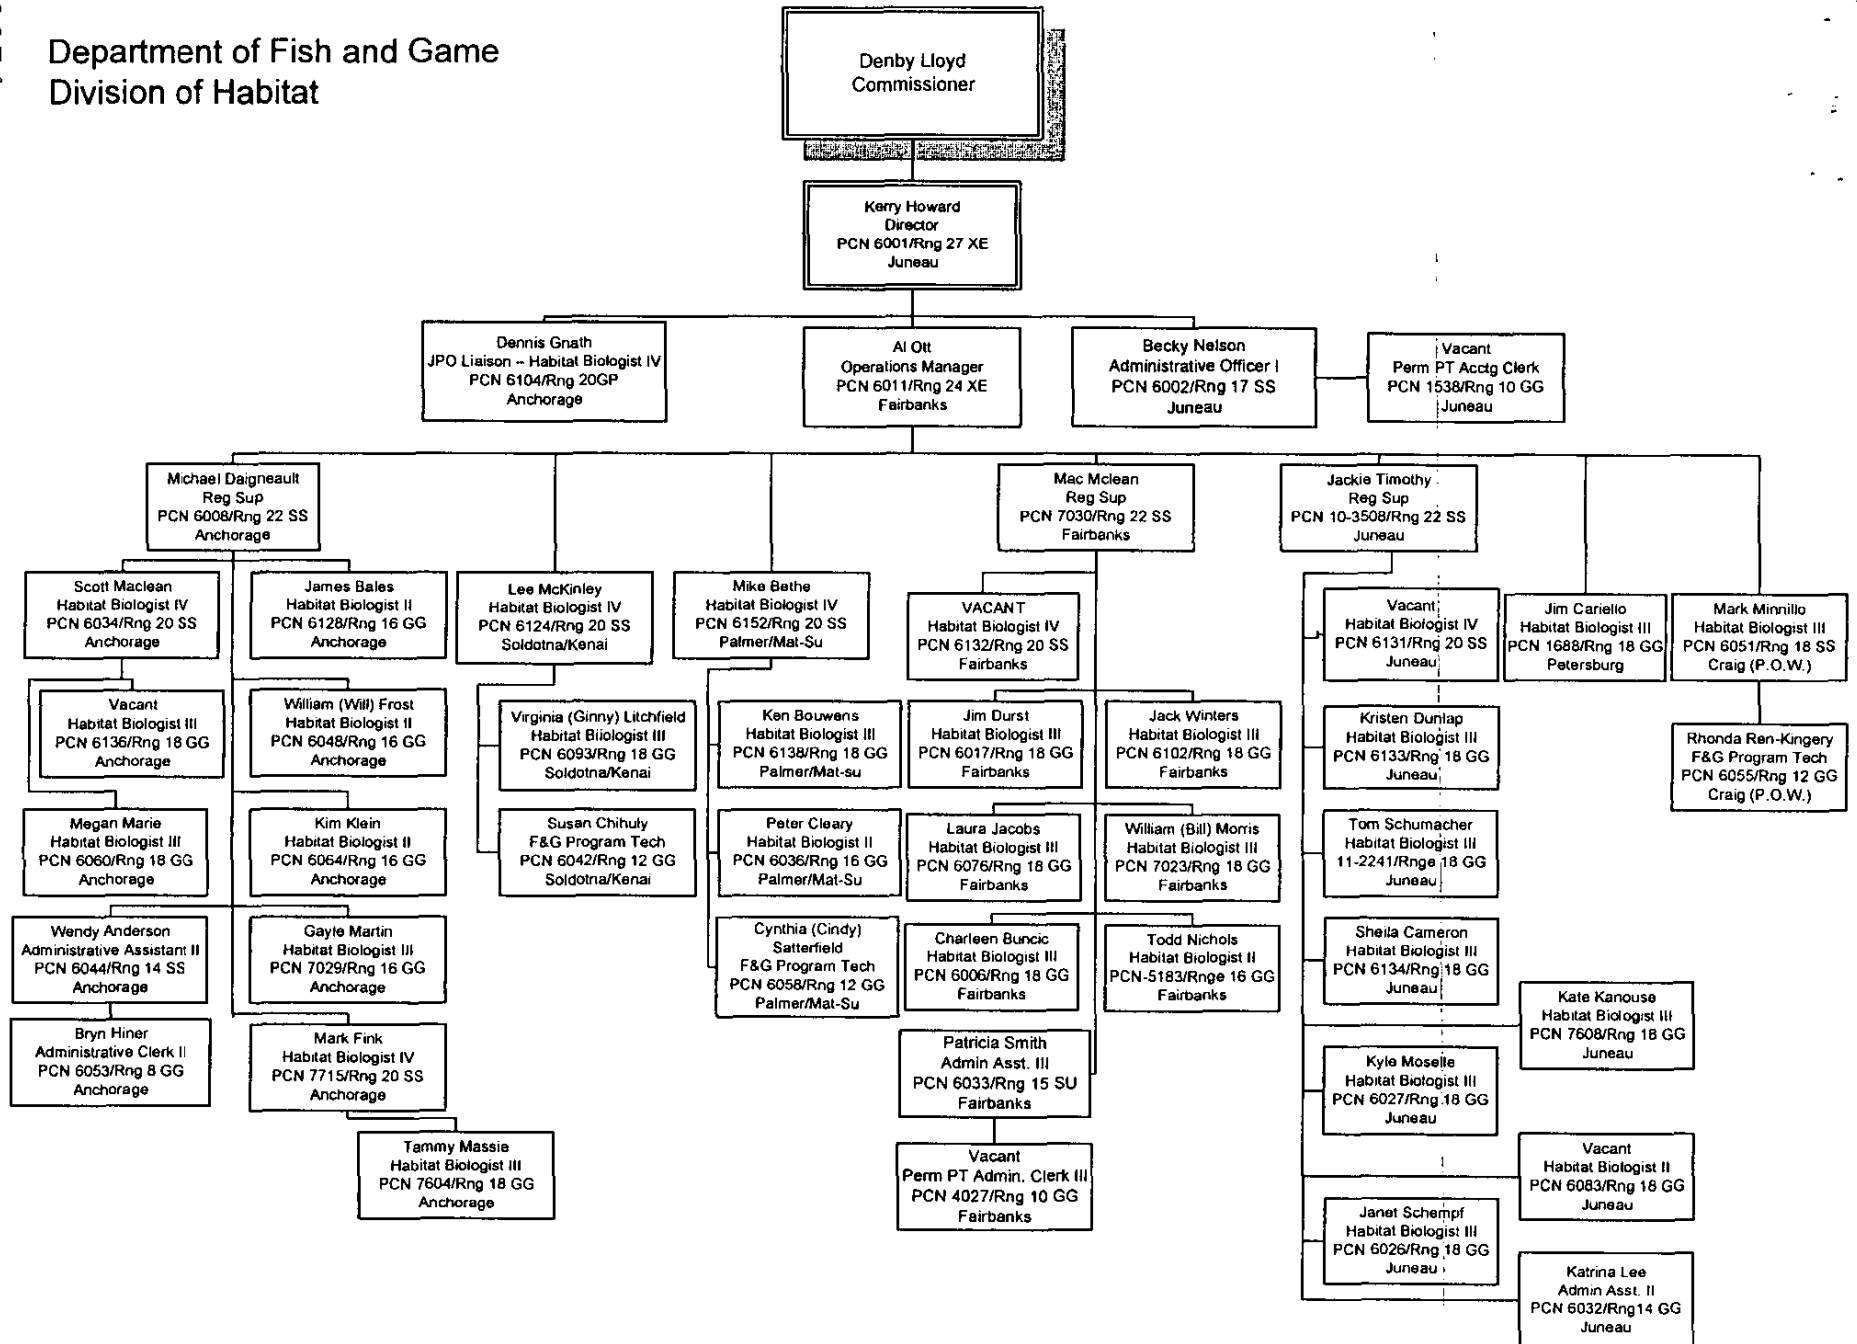 Department of Fish and Game
Division of Habitat
Denby Lloyd
Commissioner
Kerry Howard
Director
PCN 6001/Rng 27 XE
Juneau
Dennis Gnath
JPO Liaison -- Habitat Biologist IV
PCN 6104/Rng 20GP
Anchorage
Al Ott
Operations Manager
PCN 6011/Rng 24 XE
Fairbanks
Becky Nelson
Administrative Officer I
PCN 6002/Rng 17 SS
Juneau
Vacant
Perm PT Acctg Clerk
PCN 1538/Rng 10 GG
Juneau
Michael Daigneault
Reg Sup
PCN 6008/Rng 22 SS
Anchorage
Mac Mclean
Reg Sup
PCN 7030/Rng 22 SS
Fairbanks
Jackie Timothy
Reg Sup
PCN 10-3508/Rng 22 SS
Juneau
Scott Maclean
Habitat Biologist IV
PCN 6034/Rng 20 SS
Anchorage
James Bales
Habitat Biologist II
PCN 6128/Rng 16 GG
Anchorage
Lee McKinley
Habitat Biologist IV
PCN 6124/Rng 20 SS
Soldotna/Kenai
Mike Bethe
Habitat Biologist IV
PCN 6152/Rng 20 SS
Palmer/Mat-Su
VACANT
Habitat Biologist IV
PCN 6132/Rng 20 SS
Fairbanks
Vacant
Habitat Biologist IV
PCN 6131/Rng 20 SS
Juneau
Jim Cariello
Habitat Biologist III
PCN 1688/Rng 18 GG
Petersburg
Mark Minnillo
Habitat Biologist III
PCN 6051/Rng 18 SS
Craig (P.O.W.)
Vacant
Habitat Biologist III
PCN 6136/Rng 18 GG
Anchorage
William (Will) Frost
Habitat Biologist II
PCN 6048/Rng 16 GG
Anchorage
Virginia (Ginny) Litchfield
Habitat Biiologist III
PCN 6093/Rng 18 GG
Soldotna/Kenai
Ken Bouwens
Habitat Biologist III
PCN 6138/Rng 18 GG
Palmer/Mat-su
Jim Durst
Habitat Biologist III
PCN 6017/Rng 18 GG
Fairbanks
Jack Winters
Habitat Biologist III
PCN 6102/Rng 18 GG
Fairbanks
Kristen Dunlap
Habitat Biologist III
PCN 6133/Rng 18 GG
Juneau
Rhonda Ren-Kingery
F&G Program Tech
PCN 6055/Rng 12 GG
Craig (P.O.W.)
Megan Marie
Habitat Biologist III
PCN 6060/Rng 18 GG
Anchorage
Kim Klein
Habitat Biologist II
PCN 6064/Rng 16 GG
Anchorage
Susan Chihuly
F&G Program Tech
PCN 6042/Rng 12 GG
Soldotna/Kenai
Peter Cleary
Habitat Biologist II
PCN 6036/Rng 16 GG
Palmer/Mat-Su
Laura Jacobs
Habitat Biologist III
PCN 6076/Rng 18 GG
Fairbanks
William (Bill) Morris
Habitat Biologist III
PCN 7023/Rng 18 GG
Fairbanks
Tom Schumacher
Habitat Biologist III
11-2241/Rnge 18 GG
Juneau
Wendy Anderson
Administrative Assistant II
PCN 6044/Rng 14 SS
Anchorage
Gayle Martin
Habitat Biologist III
PCN 7029/Rng 16 GG
Anchorage
Cynthia (Cindy)
Satterfield
F&G Program Tech
PCN 6058/Rng 12 GG
Palmer/Mat-Su
Charleen Buncic
Habitat Biologist III
PCN 6006/Rng 18 GG
Fairbanks
Todd Nichols
Habitat Biologist II
PCN-5183/Rnge 16 GG
Fairbanks
Sheila Cameron
Habitat Biologist III
PCN 6134/Rng 18 GG
Juneau
Kate Kanouse
Habitat Biologist III
PCN 7608/Rng 18 GG
Juneau
Bryn Hiner
Administrative Clerk II
PCN 6053/Rng 8 GG
Anchorage
Mark Fink
Habitat Biologist IV
PCN 7715/Rng 20 SS
Anchorage
Patricia Smith
Admin Asst. III
PCN 6033/Rng 15 SU
Fairbanks
Kyle Moselle
Habitat Biologist III
PCN 6027/Rng 18 GG
Juneau
Tammy Massie
Habitat Biologist III
PCN 7604/Rng 18 GG
Anchorage
Vacant
Perm PT Admin. Clerk III
PCN 4027/Rng 10 GG
Fairbanks
Vacant
Habitat Biologist II
PCN 6083/Rng 18 GG
Juneau
Janet Schempf
Habitat Biologist III
PCN 6026/Rng 18 GG
Juneau
Katrina Lee
Admin Asst. II
PCN 6032/Rng14 GG
Juneau